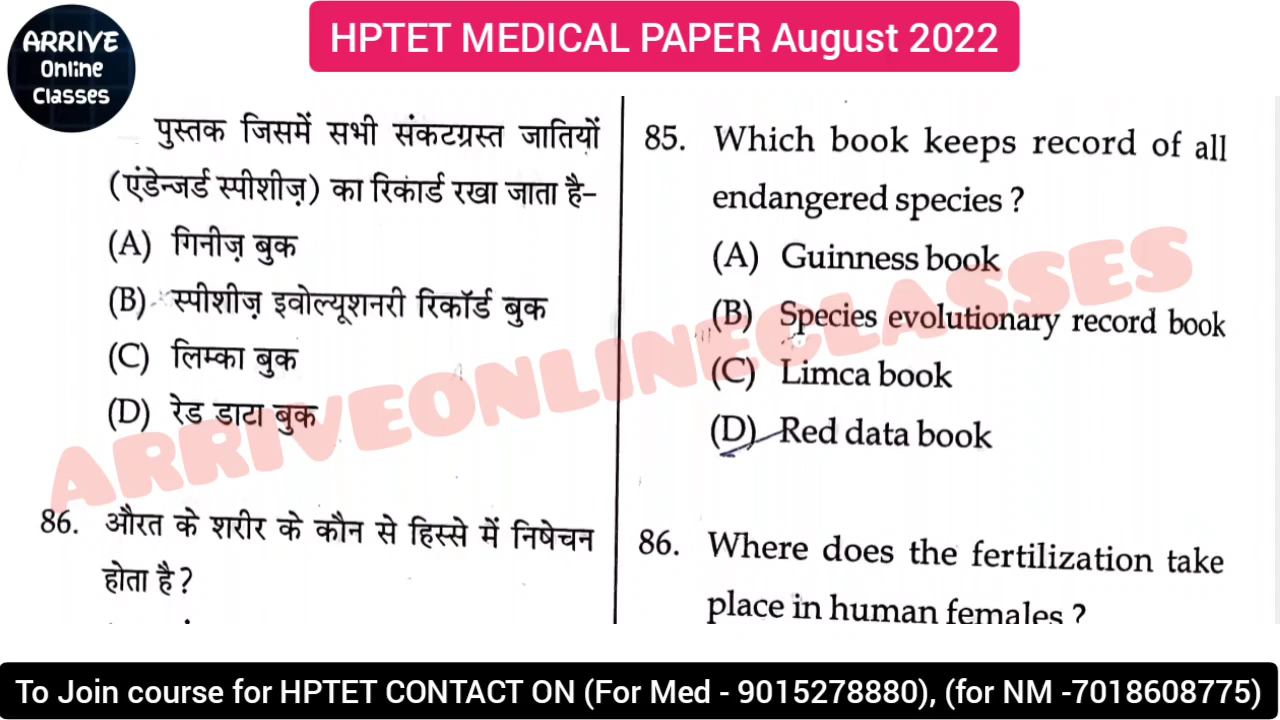 ARRIVE
Online
Classes
HPTET MEDICAL PAPER August 2022
पुस्तक जिसमें सभी संकटग्रस्त जातियों
(एंडेन्जर्ड स्पीशीज़) का रिकार्ड रखा जाता है-
(A) गिनीज़ बुक
(B) स्पीशीज़ इवोल्यूशनरी रिकॉर्ड बुक
(C) लिम्का बुक
(D) रेड डाटा बुक
86. औरत के शरीर के कौन से हिस्से में निषेचन
होता है?
85. Which book keeps record of all
endangered species ?
(A) Guinness book
(B) Species evolutionary record book
(C) Limca book
(D) Red data book
86. Where does the fertilization take
place in human females ?
ARRIVEONLINECLASSES
To Join course for HPTET CONTACT ON (For Med - 9015278880), (for NM -7018608775)